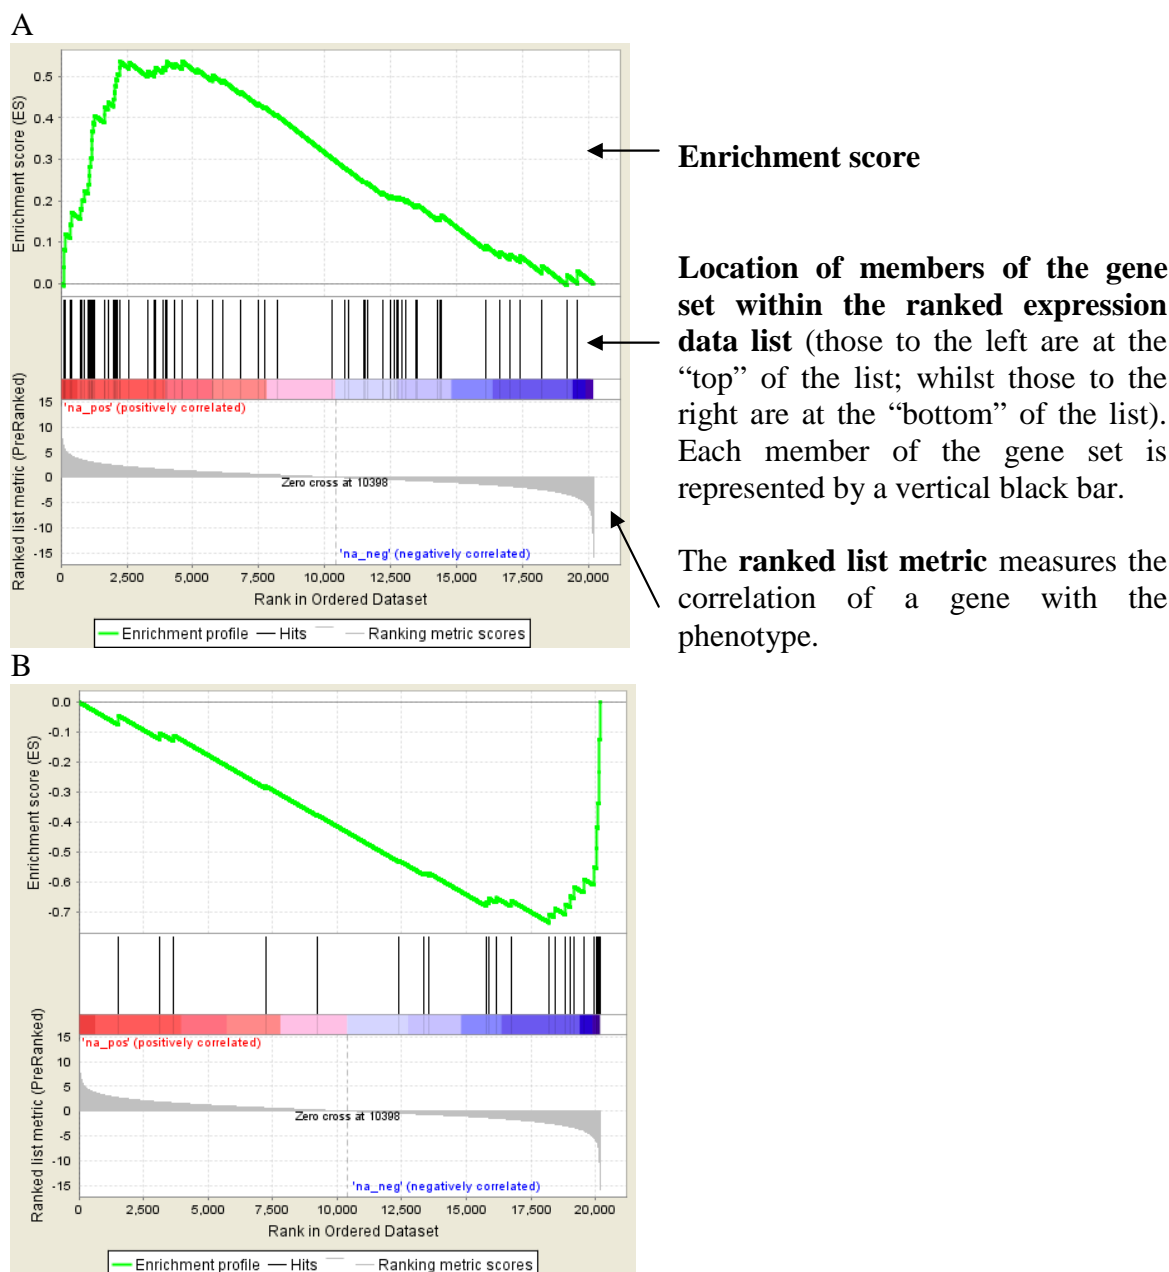 A
Enrichment score (ES)
0.5
0.4
0.3
0.2
0.1
0.0
Enrichment score
Location of members of the gene
set within the ranked expression
data list (those to the left are at the
“top” of the list; whilst those to the
right are at the “bottom” of the list).
Each member of the gene set is
represented by a vertical black bar.
The ranked list metric measures the
correlation of a gene with the
phenotype.
Ranked list metric (PreRanked)
15
10
5
0
-5
-10
-15
'na_pos' (positively correlated)
Zero cross at 10398
'na_neg' (negatively correlated)
0 2,500 5,000 7,500 10,000 12,500 15,000 17,500 20,000
Rank in Ordered Dataset
Enrichment profile Hits Ranking metric scores
B
Enrichment score (ES)
0.0
-0.1
-0.2
-0.3
-0.4
-0.5
-0.6
-0.7
Ranked list metric (PreRanked)
15
10
5
0
-5
-10
-15
'na_pos' (positively correlated)
Zero cross at 10398
'na_neg' (negatively correlated)
0 2,500 5,000 7,500 10,000 12,500 15,000 17,500 20,000
Rank in Ordered Dataset
Enrichment profile Hits Ranking metric scores